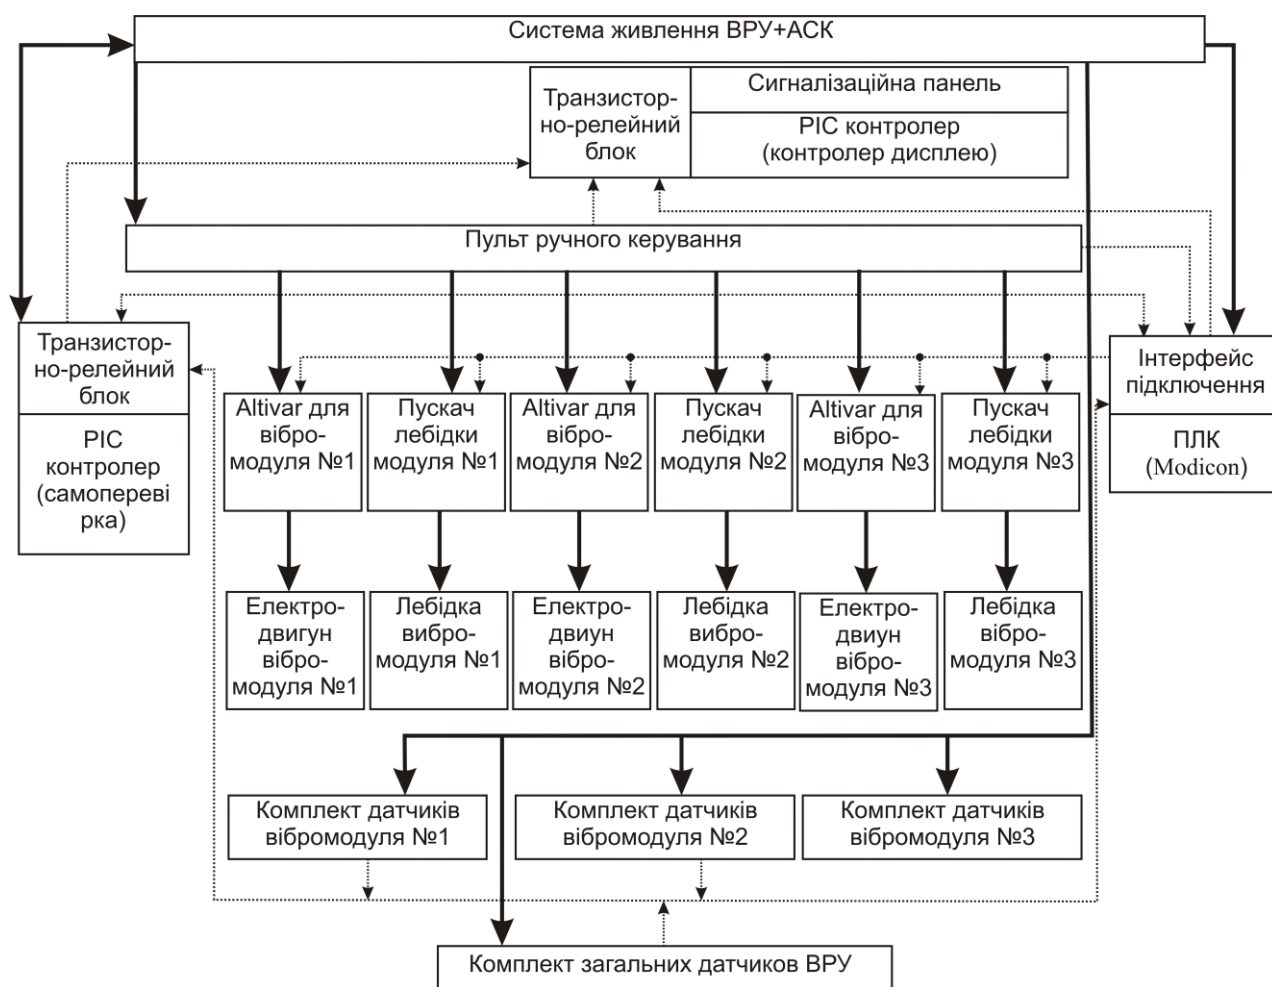 Система живлення ВРУ+АСК
Транзистор-
но-релейний
блок
Сигналізаційна панель
PIC контролер
(контролер дисплею)
Пульт ручного керування
Транзистор-
но-релейний
блок
PIC
контролер
(самопереві
рка)
Інтерфейс
підключення
ПЛК
(Modicon)
Altivar для
вібро-
модуля №1
Пускач
лебідки
модуля №1
Altivar для
вібро-
модуля №2
Пускач
лебідки
модуля №2
Altivar для
вібро-
модуля №3
Пускач
лебідки
модуля №3
Електро-
двигун
вібро-
модуля №1
Лебідка
вибро-
модуля №1
Електро-
двиун
вібро-
модуля №2
Лебідка
вибро-
модуля №2
Електро-
двиун
вібро-
модуля №3
Лебідка
вібро-
модуля №3
Комплект датчиків
вібромодуля №1
Комплект датчиків
вібромодуля №2
Комплект датчиків
вібромодуля №3
Комплект загальних датчиків ВРУ